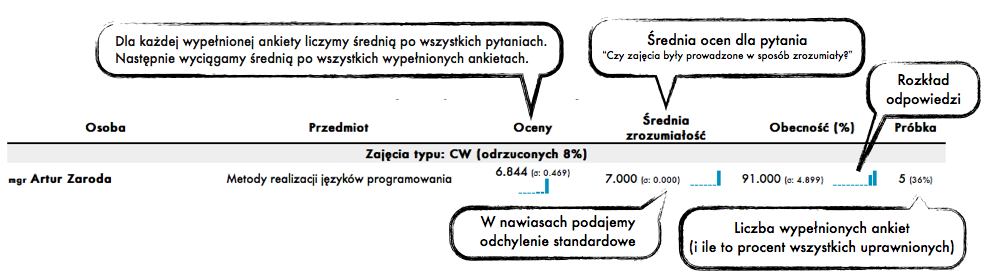 Dla każdej wypełnionej ankiety liczymy średnią po wszystkich pytaniach.
Następnie wyciągamy średnią po wszystkich wypełnionych ankietach.
Średnia ocen dla pytania
"Czy zajęcia były prowadzone w sposób zrozumiały?"
Rozkład
odpowiedzi
Osoba Przedmiot Oceny Średnia zrozumiałość Obecność (%) Próbka
Zajęcia typu: CW (odrzuconych 8%)
mgr Artur Zaroda Metody realizacji języków programowania 6.844 (σ: 0.469) 7.000 (σ: 0.000) 91.000 (σ: 4.899) 5 (36%)
W nawiasach podajemy
odchylenie standardowe
Liczba wypełnionych ankiet
(i ile to procent wszystkich uprawnionych)